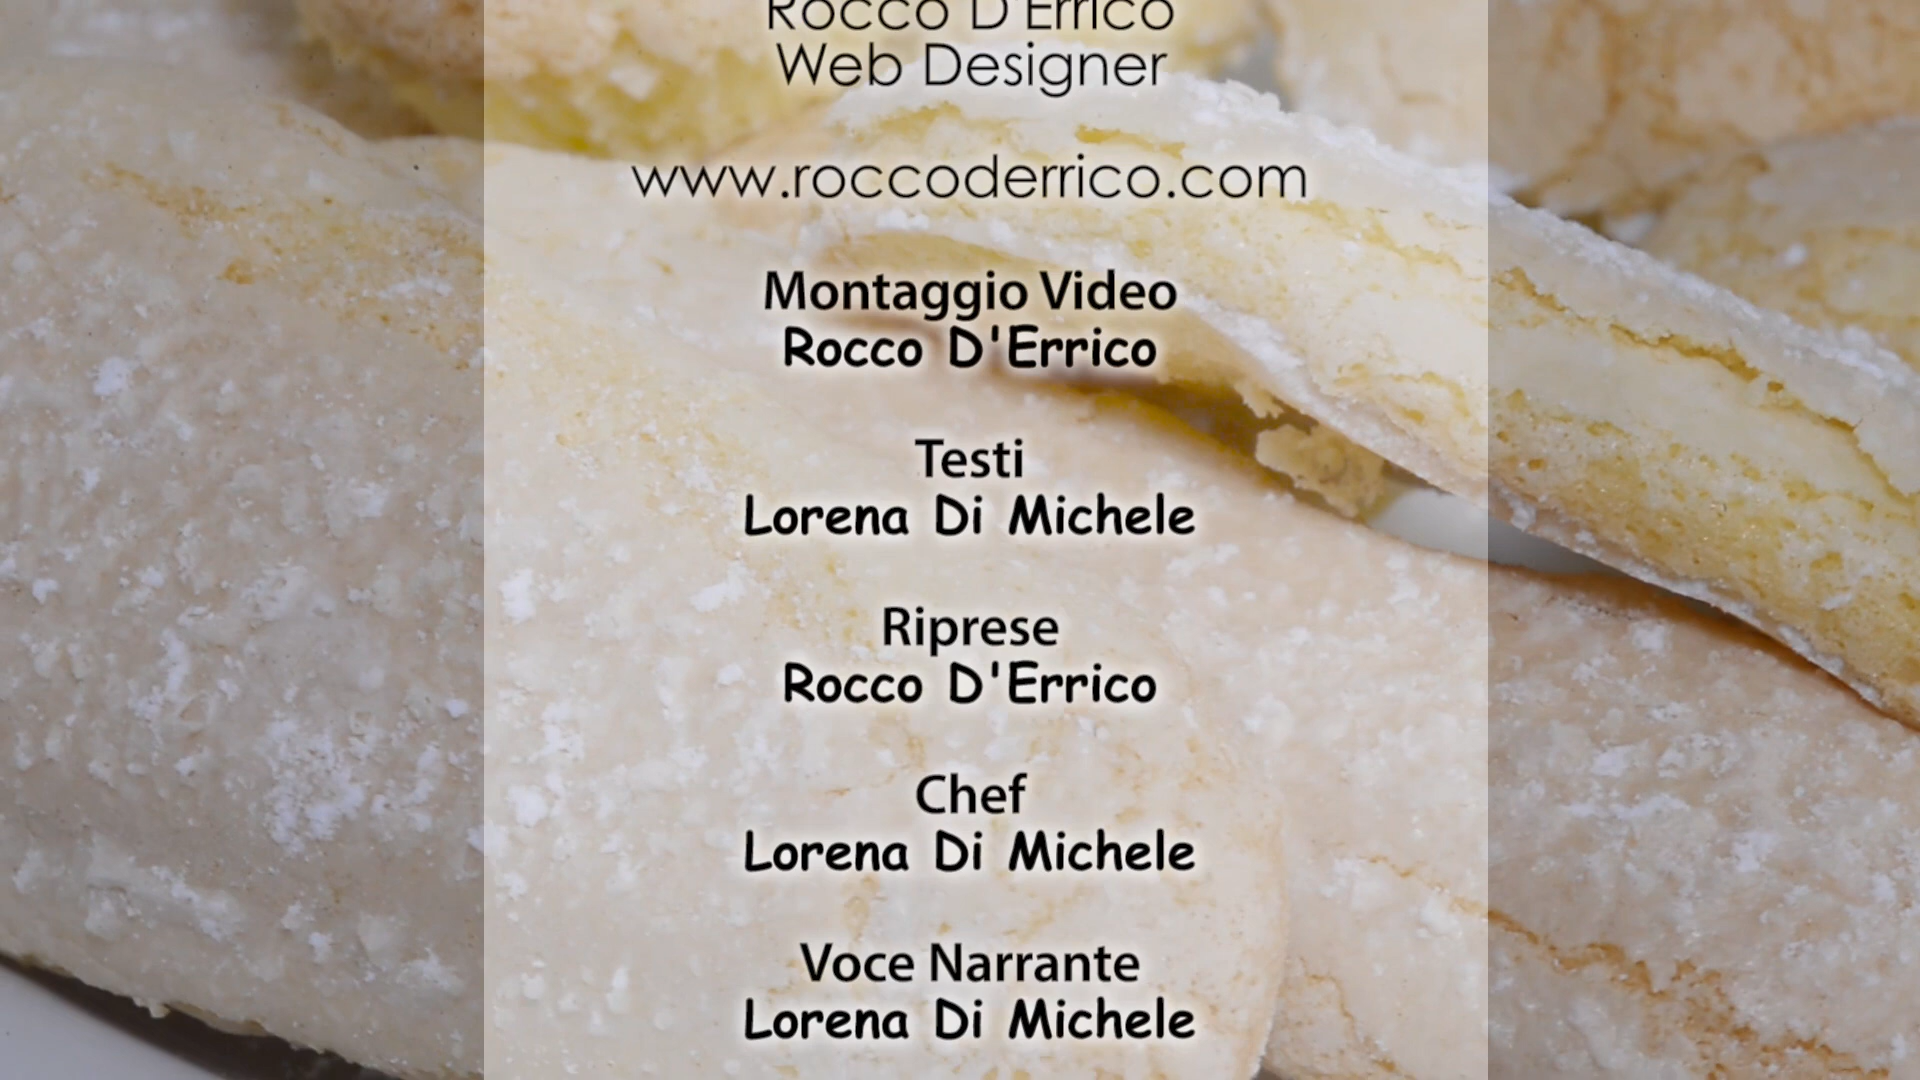 Rocco D'Errico
Web Designer
www.roccoderrico.com
Montaggio Video
Rocco D'Errico
Testi
Lorena Di Michele
Riprese
Rocco D'Errico
Chef
Lorena Di Michele
Voce Narrante
Lorena Di Michele